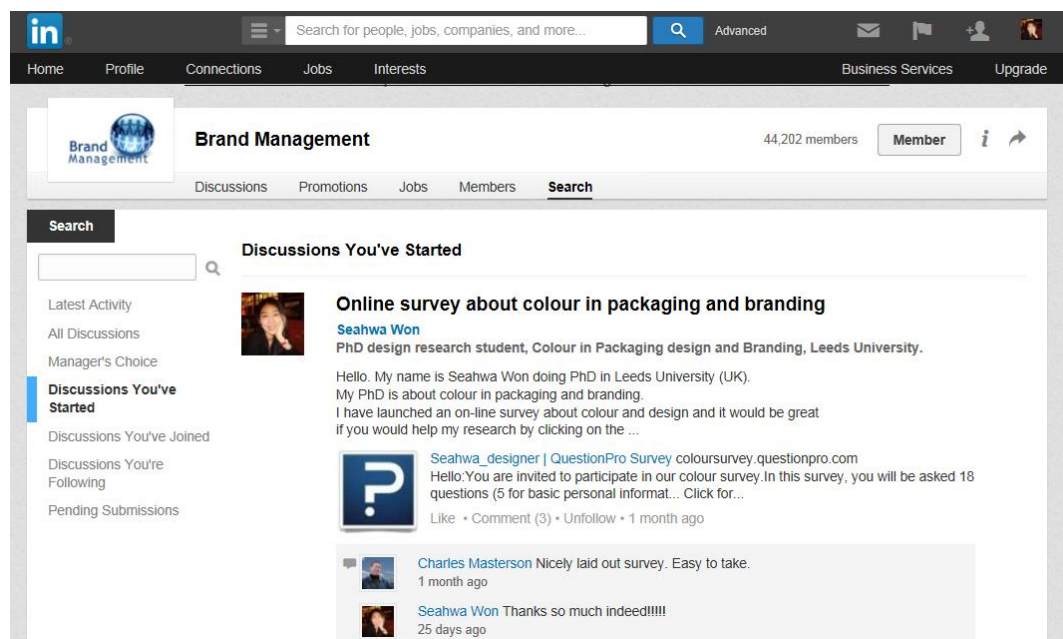 in
Search for people, jobs, companies, and more...
Advanced
Home Profile Connections Jobs Interests Business Services Upgrade
Brand
Management
Brand Management
44,202 members
Member
i
Discussions Promotions Jobs Members Search
Search
Latest Activity
All Discussions
Manager's Choice
Discussions You've
Started
Discussions You've Joined
Discussions You're
Following
Pending Submissions
Discussions You've Started
Online survey about colour in packaging and branding
Seahwa Won
PhD design research student, Colour in Packaging design and Branding, Leeds University.
Hello. My name is Seahwa Won doing PhD in Leeds University (UK).
My PhD is about colour in packaging and branding.
I have launched an on-line survey about colour and design and it would be great
if you would help my research by clicking on the ...
?
Seahwa_designer | QuestionPro Survey coloursurvey.questionpro.com
Hello:You are invited to participate in our colour survey.In this survey, you will be asked 18
questions (5 for basic personal informat... Click for...
Like • Comment (3) • Unfollow • 1 month ago
Charles Masterson Nicely laid out survey. Easy to take.
1 month ago
Seahwa Won Thanks so much indeed!!!!!
25 days ago